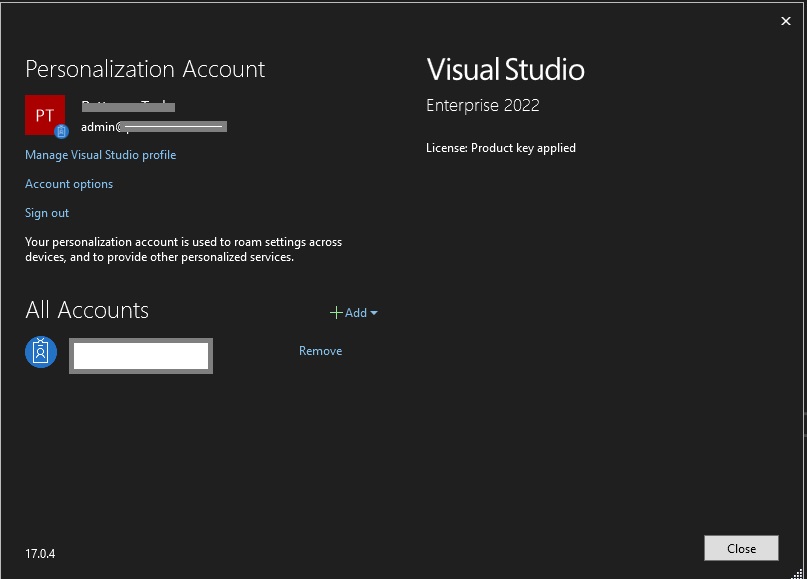 Personalization Account
PT
admin@
Manage Visual Studio profile
Account options
Sign out
Your personalization account is used to roam settings across
devices, and to provide other personalized services.
All Accounts
Add
Remove
17.0.4
Visual Studio
Enterprise 2022
License: Product key applied
Close